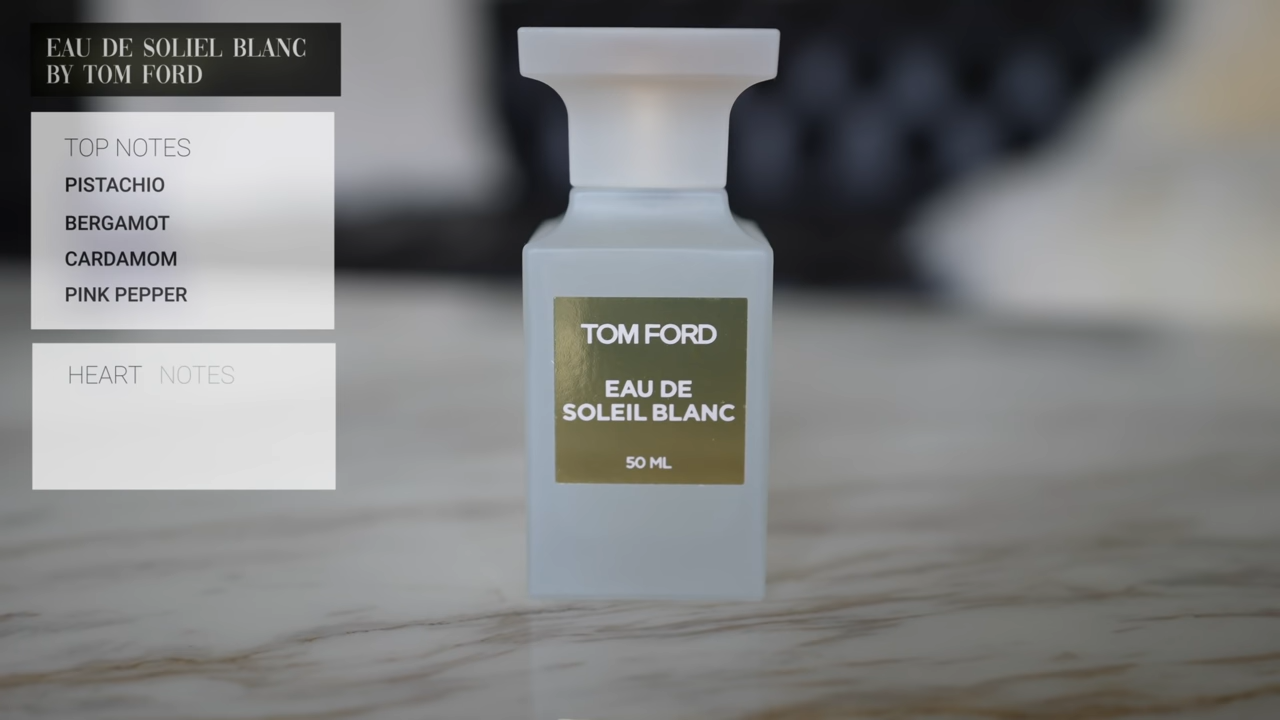 EAU DE SOLIEL BLANC
BY TOM FORD
TOP NOTES
PISTACHIO
BERGAMOT
CARDAMOM
PINK PEPPER
HEART NOTES
TOM FORD
EAU DE
SOLEIL BLANC
50 ML